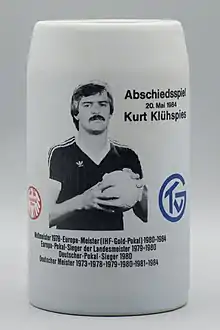 Abschiedsspiel
20. Mai 1984
Kurt Klühspies
Weltmeister 1978-Europa-Meister (IHF-Gold-Pokal) 1980-1984
Europa-Pokal-Sieger der Landesmeister 1979-1980
Deutscher-Pokal-Sieger 1980
Deutscher Meister 1973-1978-1979-1980-1981-1984